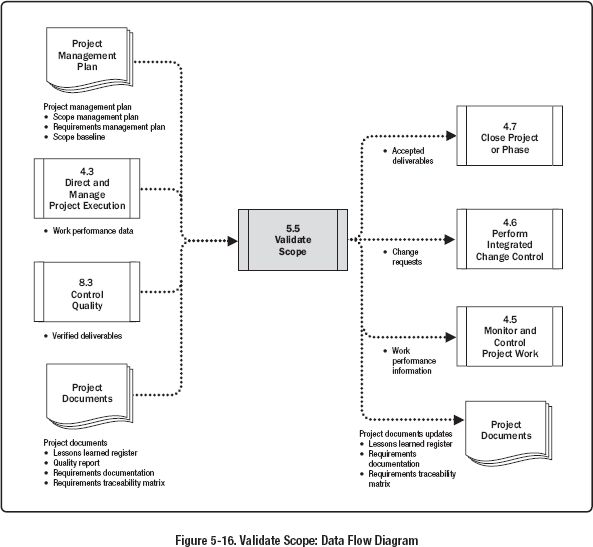 Project
Management
Plan
Project management plan
• Scope management plan
• Requirements management plan
• Scope baseline
4.3
Direct and
Manage
Project Execution
• Work performance data
8.3
Control
Quality
• Verified deliverables
Project
Documents
Project documents
• Lessons learned register
• Quality report
• Requirements documentation
• Requirements traceability matrix
5.5
Validate
Scope
4.7
Close Project
or Phase
• Accepted
deliverables
4.6
Perform
Integrated
Change Control
• Change
requests
4.5
Monitor and
Control
Project Work
• Work
performance
information
Project
Documents
Project documents updates
• Lessons learned register
• Requirements
documentation
• Requirements traceability
matrix
Figure 5-16. Validate Scope: Data Flow Diagram